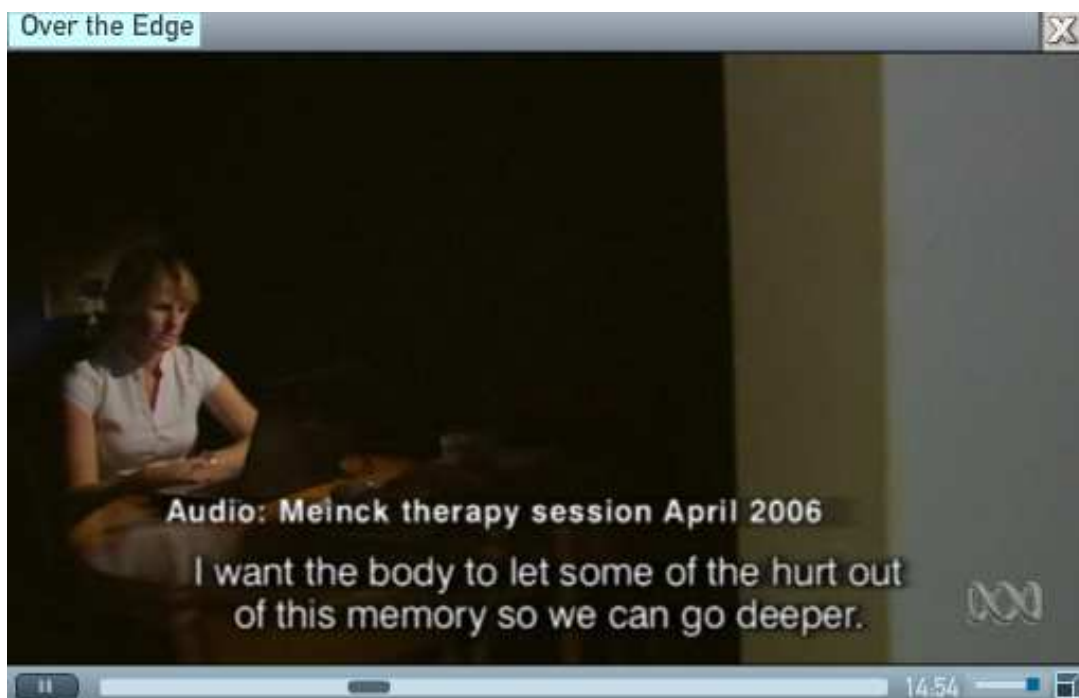 Over the Edge
X
Audio: Meinck therapy session April 2006
I want the body to let some of the hurt out
of this memory so we can go deeper.
14:54